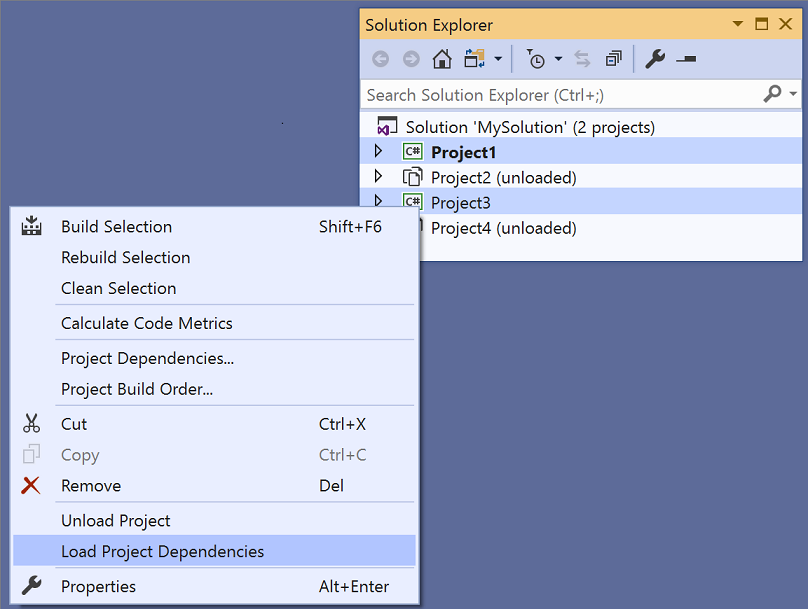 Solution Explorer
Search Solution Explorer (Ctrl+;)
Solution 'MySolution' (2 projects)
C# Project1
Project2 (unloaded)
C# Project3
Project4 (unloaded)
Build Selection Shift+F6
Rebuild Selection
Clean Selection
Calculate Code Metrics
Project Dependencies...
Project Build Order...
Cut Ctrl+X
Copy Ctrl+C
Remove Del
Unload Project
Load Project Dependencies
Properties Alt+Enter